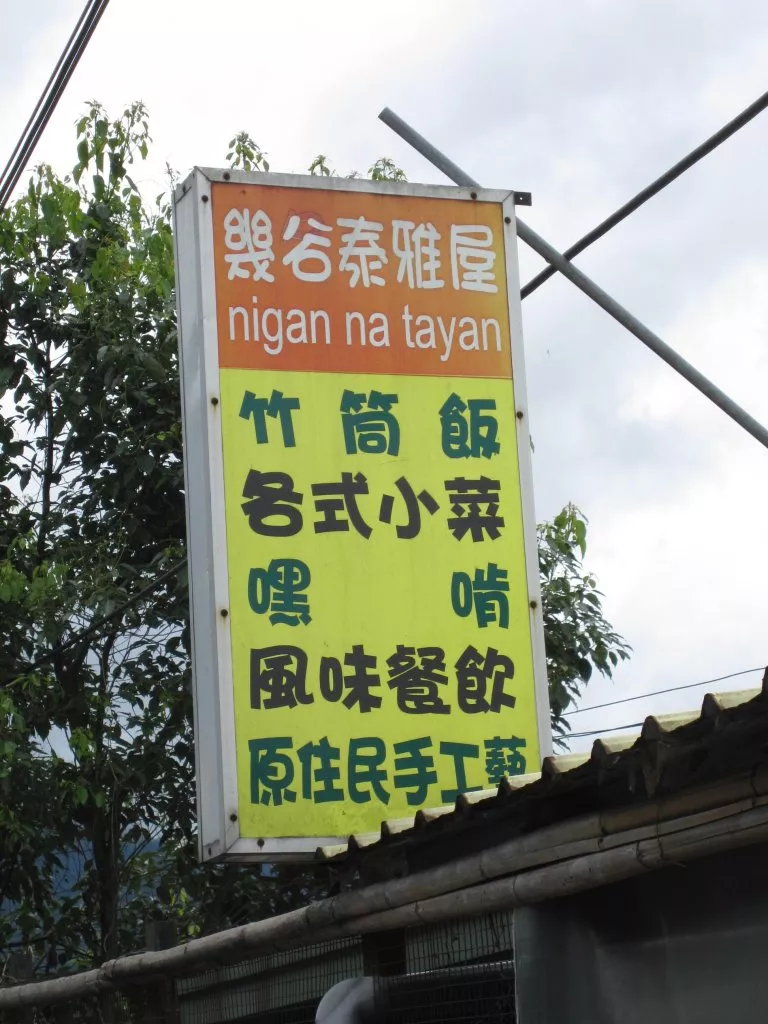 幾谷泰雅屋
nigan na tayan
竹筒飯
各式小菜
嘿啃
風味餐飲
原住民手工藝